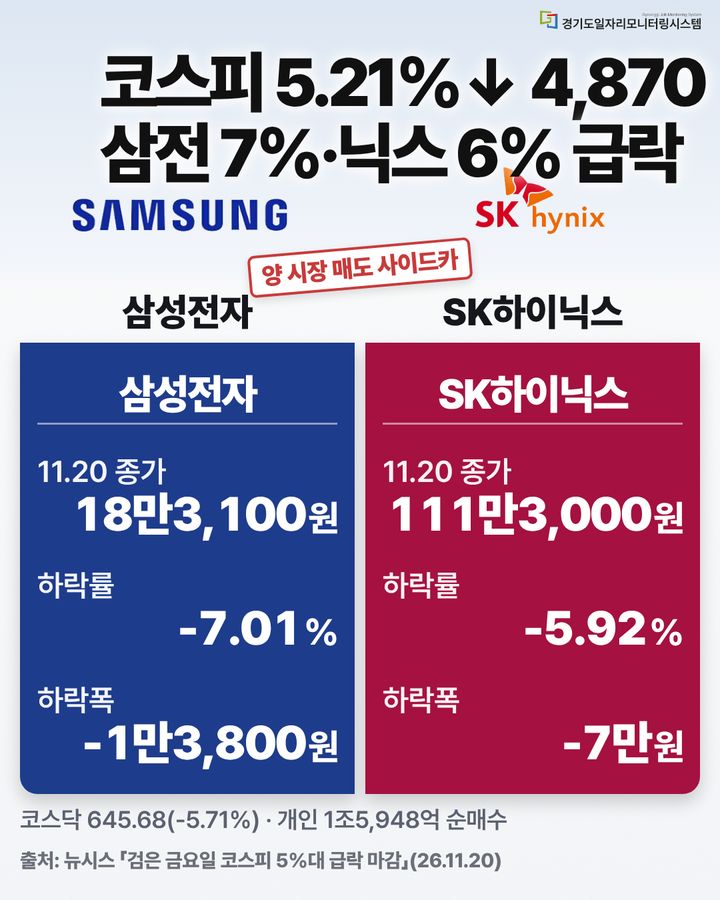 경기도일자리모니터링시스템
코스피 5.21%↓ 4,870
삼전 7%·닉스 6% 급락
SAMSUNG
SK hynix
양 시장 매도 사이드카
삼성전자
SK하이닉스
삼성전자
11.20 종가
18만3,100원
하락률
-7.01%
하락폭
-1만3,800원
SK하이닉스
11.20 종가
111만3,000원
하락률
-5.92%
하락폭
-7만원
코스닥 645.68(-5.71%) · 개인 1조5,948억 순매수
출처: 뉴시스 「검은 금요일 코스피 5%대 급락 마감」(26.11.20)